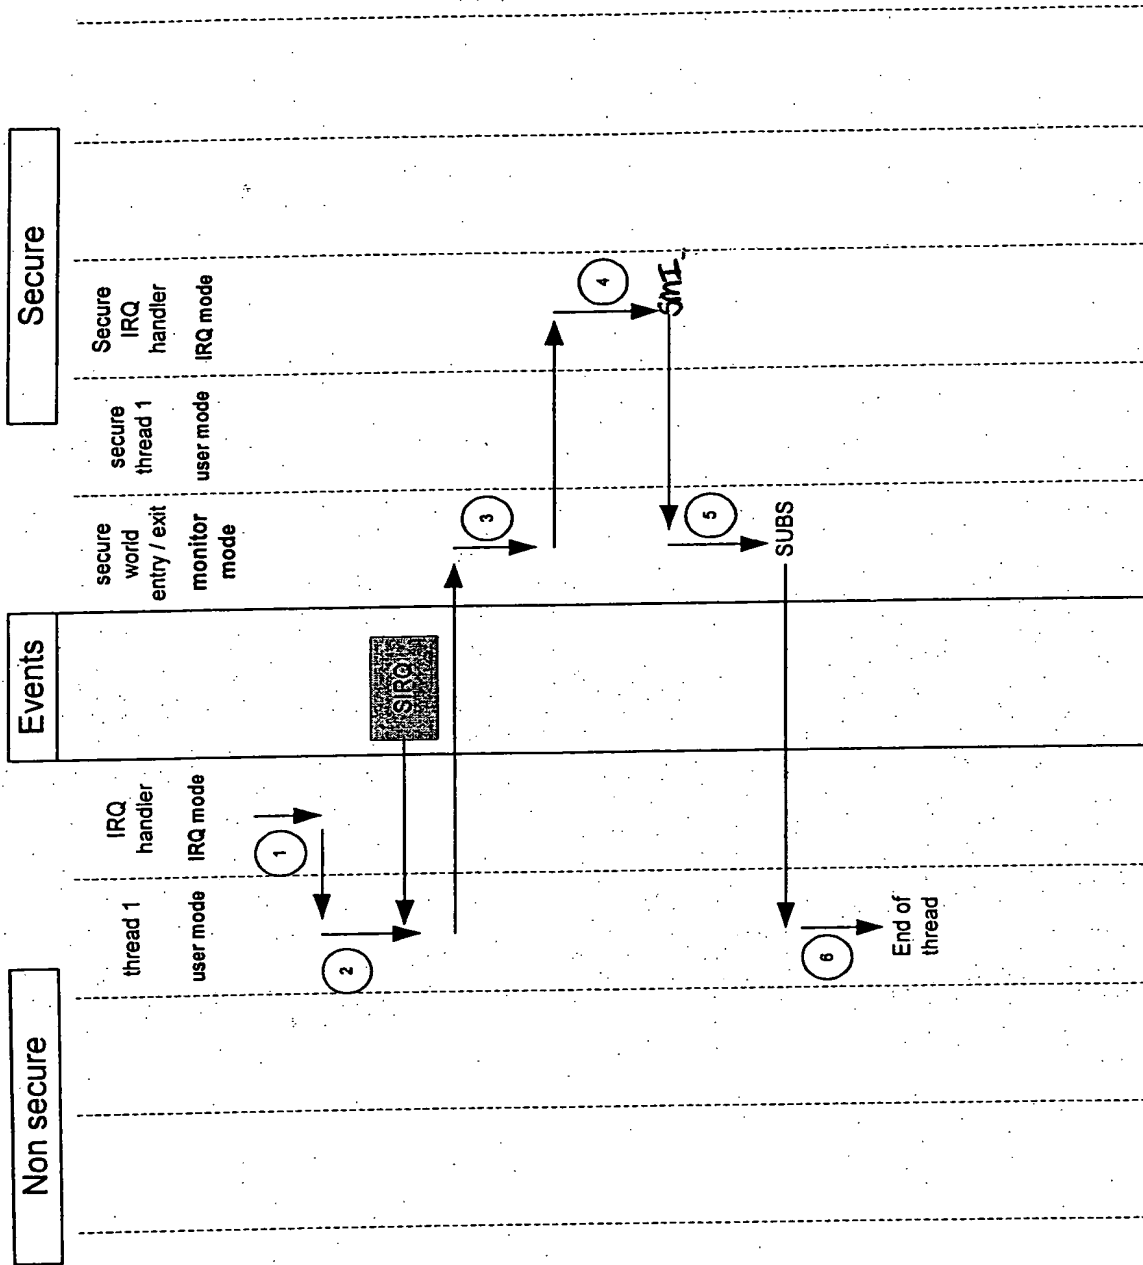 Non secure
Events
Secure
thread 1
user mode
IRQ
handler
IRQ mode
secure
world
entry / exit
monitor
mode
secure
thread 1
user mode
Secure
IRQ
handler
IRQ mode
1
2
SIRQ
3
4
SMI
5
SUBS
6
End of
thread